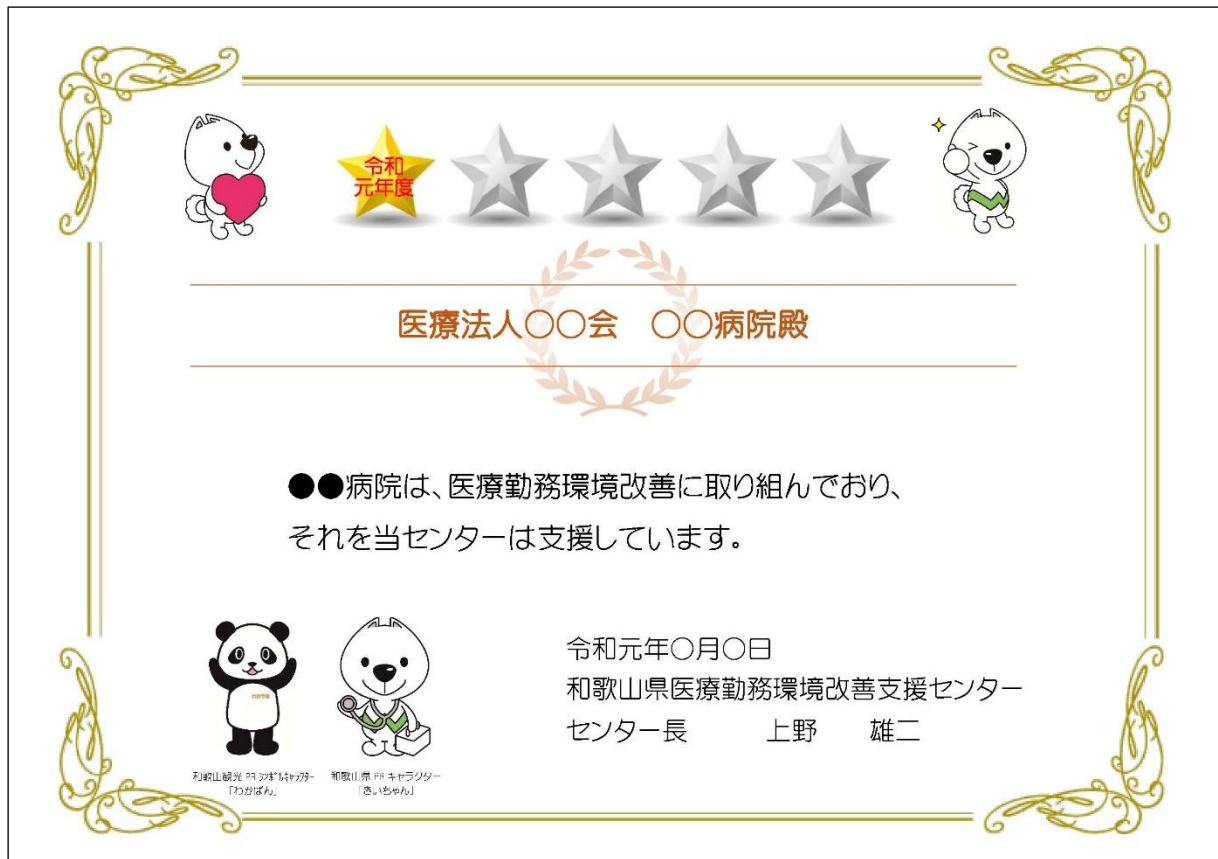 令和
元年度
医療法人〇〇会　〇〇病院殿
●●病院は、医療勤務環境改善に取り組んでおり、
それを当センターは支援しています。
令和元年〇月〇日
和歌山県医療勤務環境改善支援センター
センター長　　　上野　　雄二
わかぱん
和歌山観光 PR ｼﾝﾎﾞﾙｷｬﾗｸﾀｰ
「わかぱん」
和歌山県 PR キャラクター
「きいちゃん」